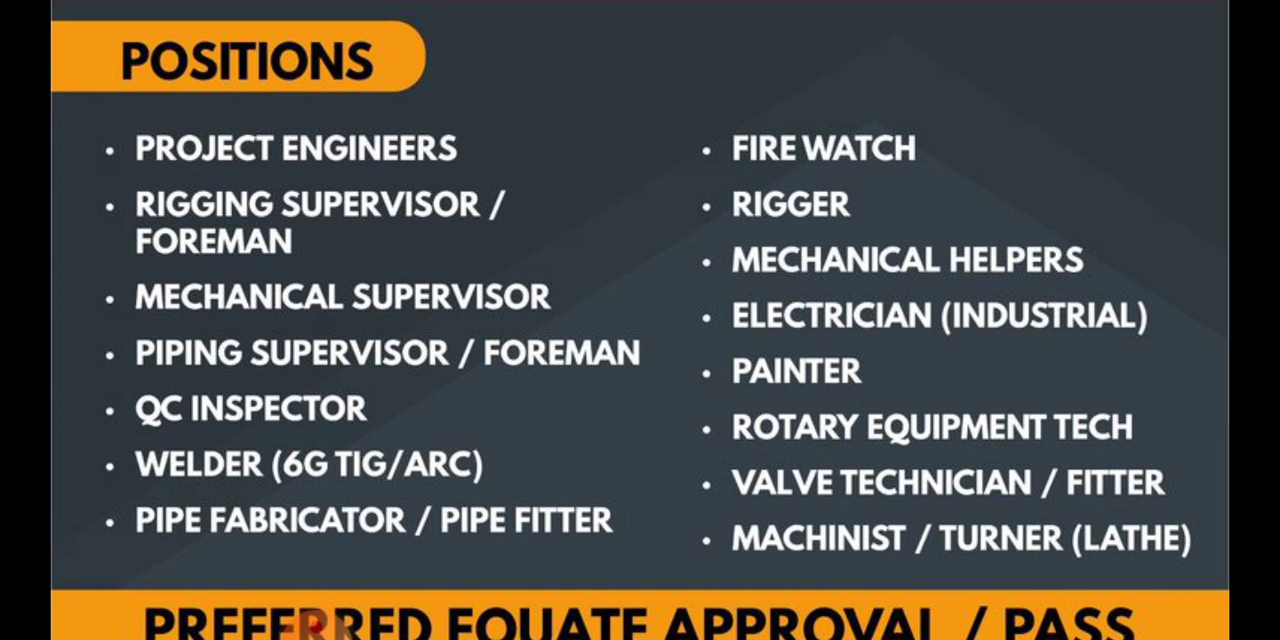 POSITIONS
• PROJECT ENGINEERS
• RIGGING SUPERVISOR /
FOREMAN
• MECHANICAL SUPERVISOR
• PIPING SUPERVISOR / FOREMAN
• QC INSPECTOR
• WELDER (6G TIG/ARC)
• PIPE FABRICATOR / PIPE FITTER
• FIRE WATCH
• RIGGER
• MECHANICAL HELPERS
• ELECTRICIAN (INDUSTRIAL)
• PAINTER
• ROTARY EQUIPMENT TECH
• VALVE TECHNICIAN / FITTER
• MACHINIST / TURNER (LATHE)
PREFERRED EQUATE APPROVAL / PASS